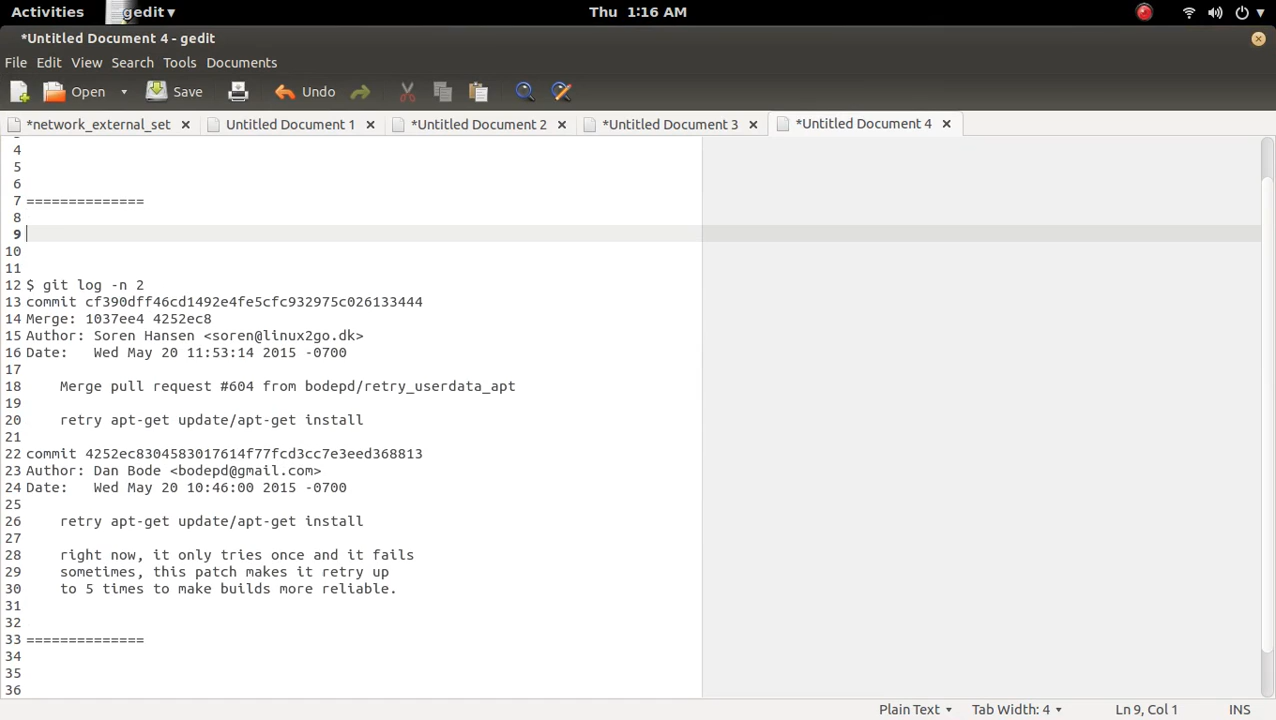 Activities gedit ▾ Thu 1:16 AM
*Untitled Document 4 - gedit
File Edit View Search Tools Documents
Open Save Undo
*network_external_set Untitled Document 1 *Untitled Document 2 *Untitled Document 3 *Untitled Document 4
4
5
6
7 ==============
8
9
10
11
12 $ git log -n 2
13 commit cf390dff46cd1492e4fe5cfc932975c026133444
14 Merge: 1037ee4 4252ec8
15 Author: Soren Hansen <soren@linux2go.dk>
16 Date:   Wed May 20 11:53:14 2015 -0700
17
18     Merge pull request #604 from bodepd/retry_userdata_apt
19
20     retry apt-get update/apt-get install
21
22 commit 4252ec8304583017614f77fcd3cc7e3eed368813
23 Author: Dan Bode <bodepd@gmail.com>
24 Date:   Wed May 20 10:46:00 2015 -0700
25
26     retry apt-get update/apt-get install
27
28     right now, it only tries once and it fails
29     sometimes, this patch makes it retry up
30     to 5 times to make builds more reliable.
31
32
33 ==============
34
35
36
Plain Text ▾ Tab Width: 4 ▾ Ln 9, Col 1 INS